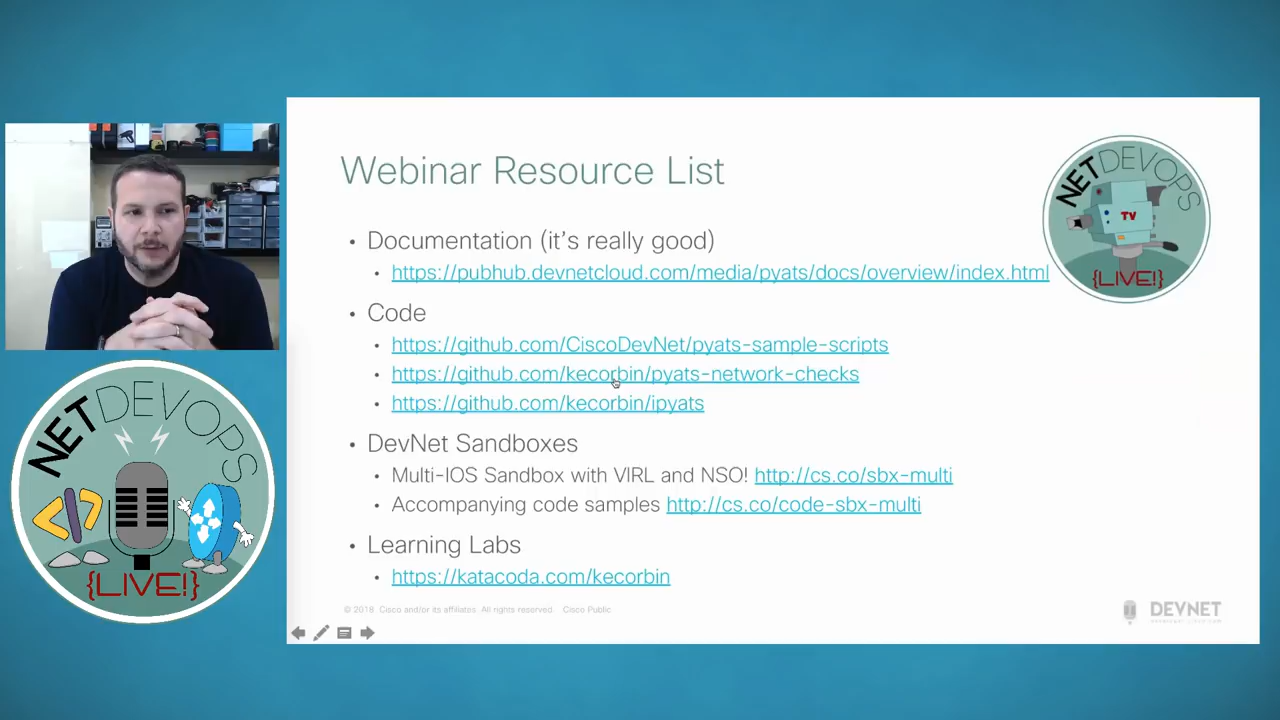 Webinar Resource List
NETDEVOPS
TV
{LIVE!}
• Documentation (it's really good)
• https://pubhub.devnetcloud.com/media/pyats/docs/overview/index.html
• Code
• https://github.com/CiscoDevNet/pyats-sample-scripts
• https://github.com/kecorbin/pyats-network-checks
• https://github.com/kecorbin/ipyats
• DevNet Sandboxes
• Multi-IOS Sandbox with VIRL and NSO! http://cs.co/sbx-multi
• Accompanying code samples http://cs.co/code-sbx-multi
• Learning Labs
• https://katacoda.com/kecorbin
© 2018 Cisco and/or its affiliates. All rights reserved. Cisco Public
DEVNET
NETDEVOPS
{LIVE!}